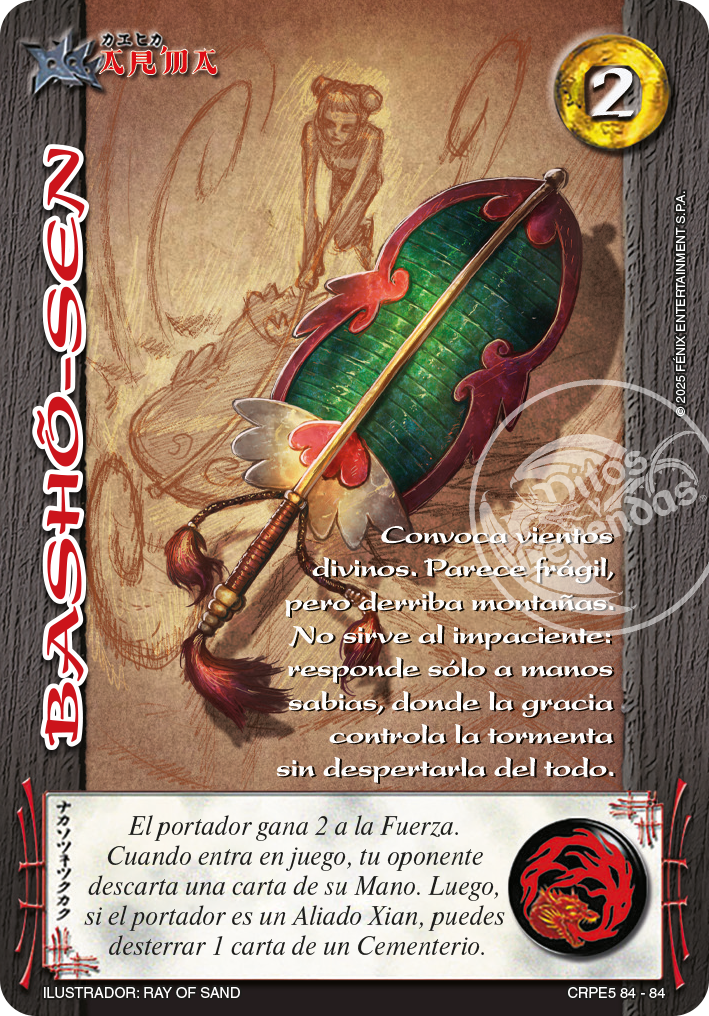 カエヒカ
ARMA
2
BASHŌ-SEN
© 2025 FÉNIX ENTERTAINMENT S.P.A.
Mitos
y
Leyendas
Convoca vientos
divinos. Parece frágil,
pero derriba montañas.
No sirve al impaciente:
responde sólo a manos
sabias, donde la gracia
controla la tormenta
sin despertarla del todo.
ナカソツネツクカク
El portador gana 2 a la Fuerza.
Cuando entra en juego, tu oponente
descarta una carta de su Mano. Luego,
si el portador es un Aliado Xian, puedes
desterrar 1 carta de un Cementerio.
ILUSTRADOR: RAY OF SAND
CRPE5 84 - 84